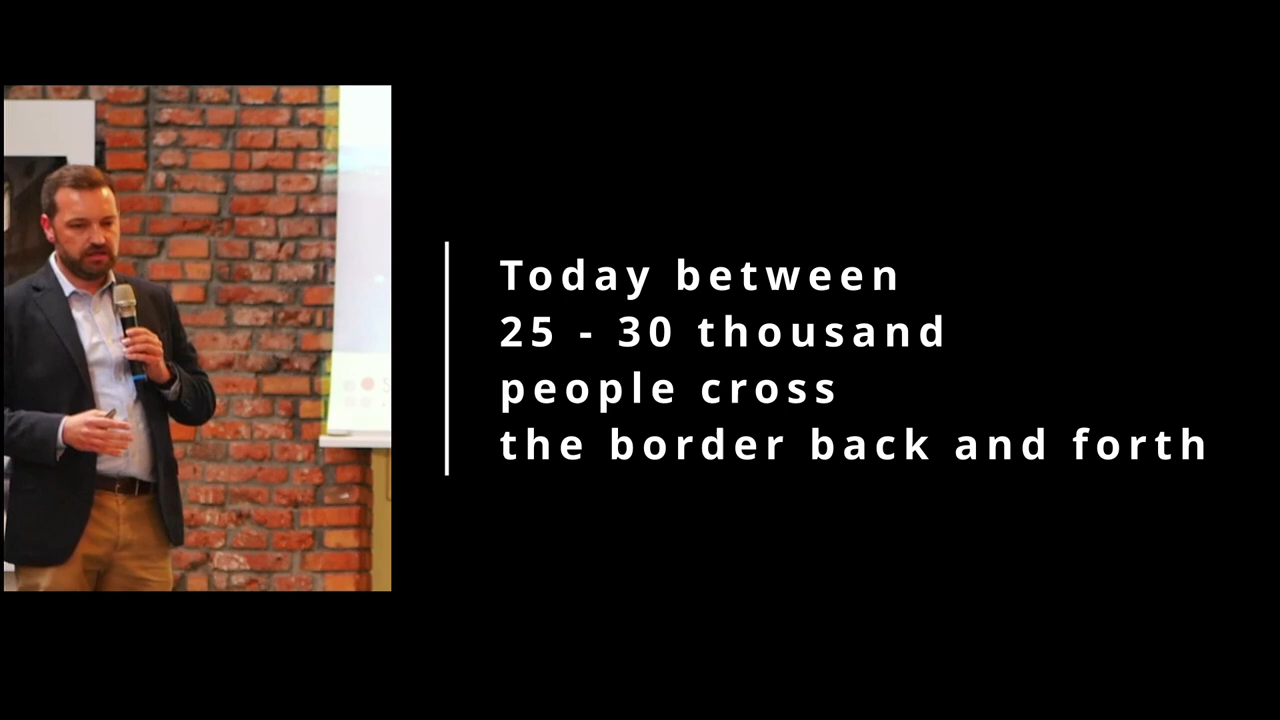 Today between
25 - 30 thousand
people cross
the border back and forth